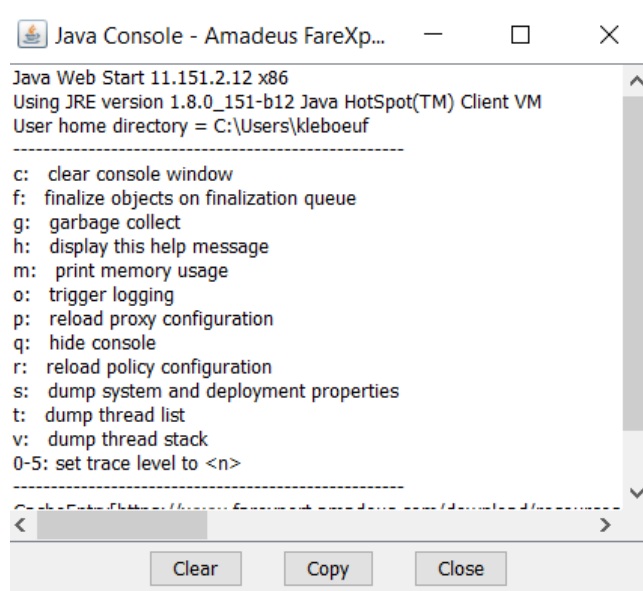 Java Console - Amadeus FareXp...
Java Web Start 11.151.2.12 x86
Using JRE version 1.8.0_151-b12 Java HotSpot(TM) Client VM
User home directory = C:\Users\kleboeuf
----------------------------------------------------
c: clear console window
f: finalize objects on finalization queue
g: garbage collect
h: display this help message
m: print memory usage
o: trigger logging
p: reload proxy configuration
q: hide console
r: reload policy configuration
s: dump system and deployment properties
t: dump thread list
v: dump thread stack
0-5: set trace level to <n>
----------------------------------------------------
Clear Copy Close